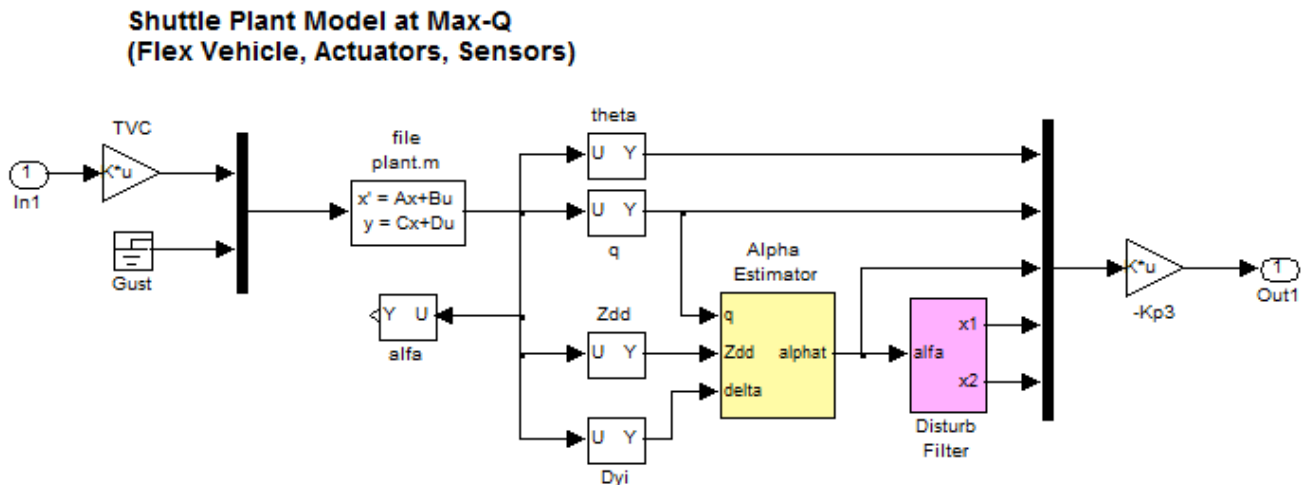 Shuttle Plant Model at Max-Q
(Flex Vehicle, Actuators, Sensors)
TVC
1
In1
K*u
Gust
file
plant.m
x' = Ax+Bu
y = Cx+Du
theta
U Y
U Y
q
Y U
alfa
Zdd
U Y
U Y
Dyi
Alpha
Estimator
q
Zdd
delta
alphat
alfa
x1
x2
Disturb
Filter
K*u
-Kp3
1
Out1